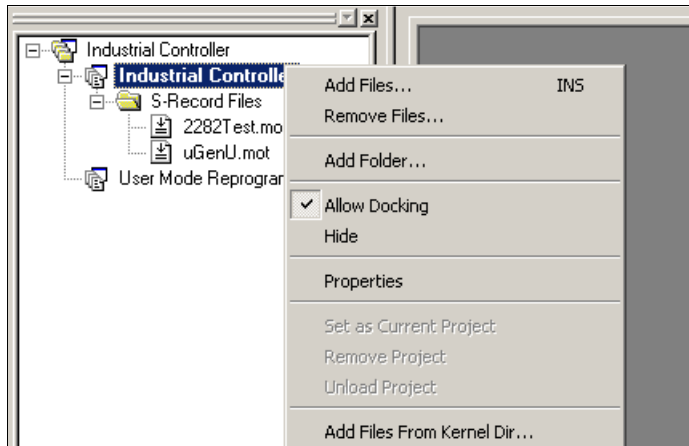 Industrial Controller
Industrial Controlle
S-Record Files
2282Test.mo
uGenU.mot
User Mode Reprogram
Add Files... INS
Remove Files...
Add Folder...
Allow Docking
Hide
Properties
Set as Current Project
Remove Project
Unload Project
Add Files From Kernel Dir...